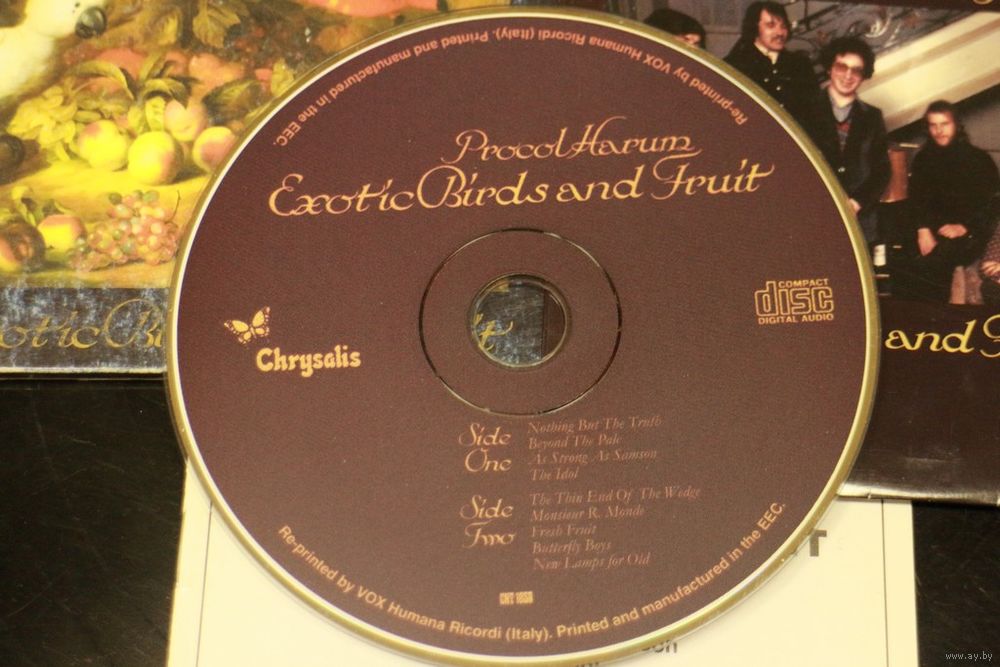 Re-printed by VOX Humana Ricordi (Italy). Printed and manufactured in the EEC.
Procol Harum
Exotic Birds and Fruit
COMPACT
disc
DIGITAL AUDIO
Chrysalis
otic Bi
t
and F
Side One
Nothing But The Truth
Beyond The Pale
As Strong As Samson
The Idol
Side Two
The Thin End Of The Wedge
Monsieur R. Monde
Fresh Fruit
Butterfly Boys
New Lamps for Old
CHT 1058
Re-printed by VOX Humana Ricordi (Italy). Printed and manufactured in the EEC.
www.ay.by